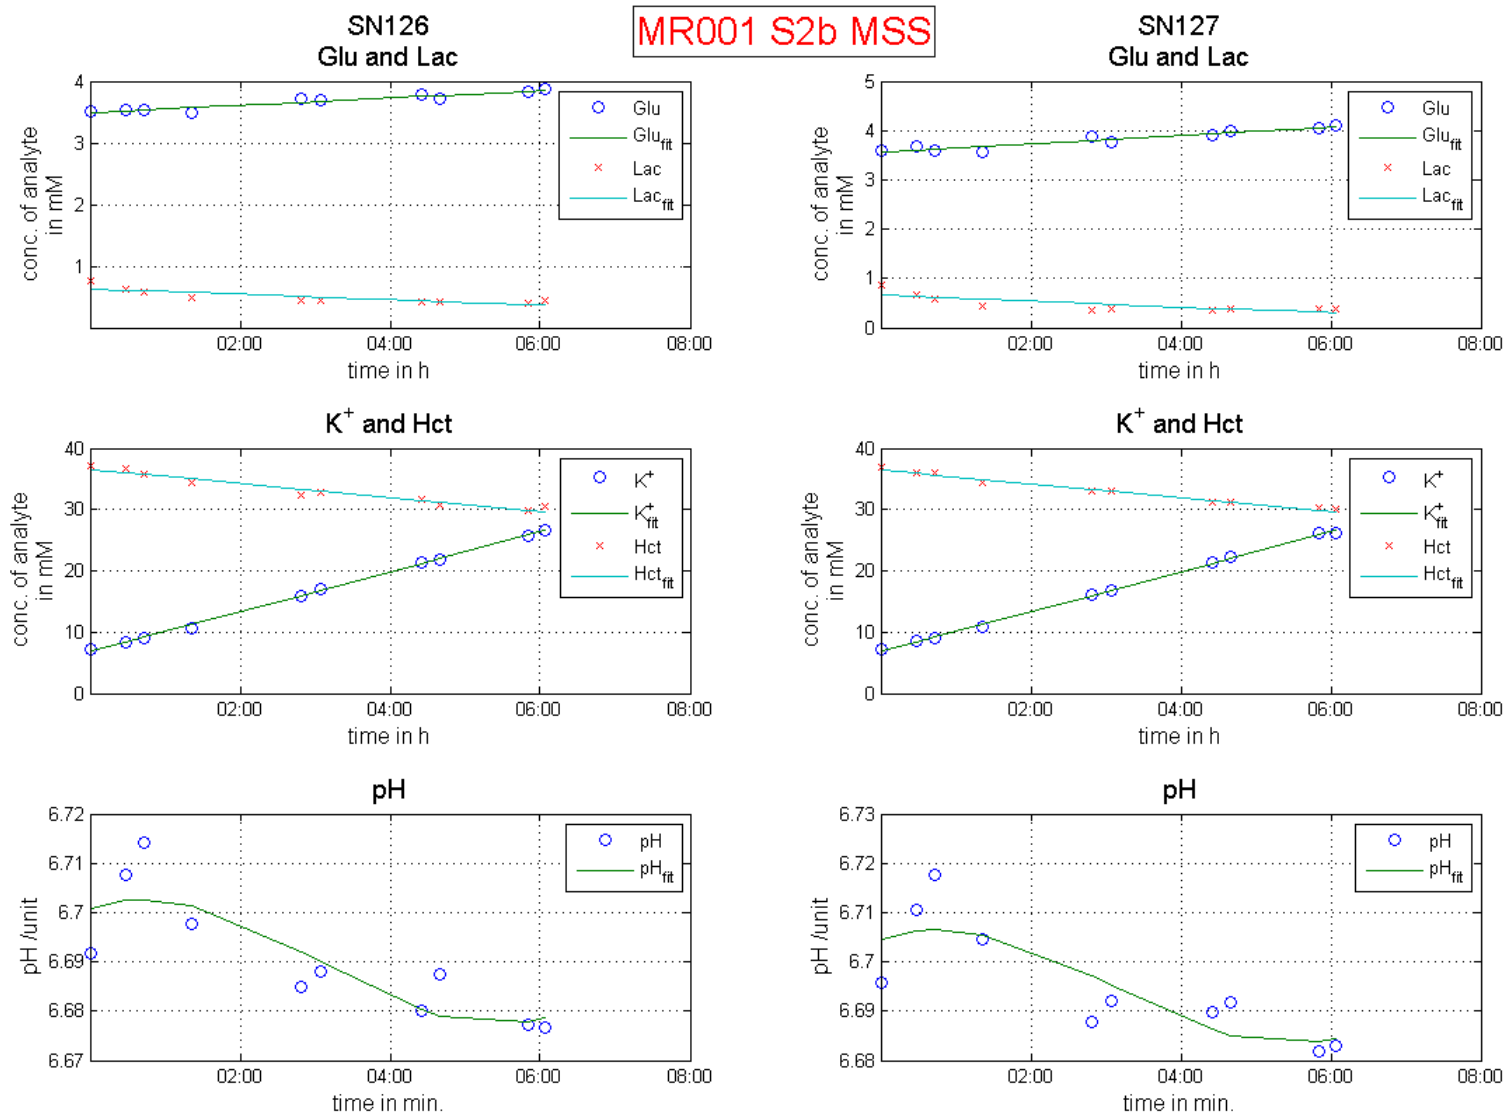 MR001 S2b MSS
SN126
Glu and Lac
4
3
2
1
conc. of analyte
in mM
02:00 04:00 06:00 08:00
time in h
Glu
Glu_fit
Lac
Lac_fit
SN127
Glu and Lac
5
4
3
2
1
0
conc. of analyte
in mM
02:00 04:00 06:00 08:00
time in h
Glu
Glu_fit
Lac
Lac_fit
K⁺ and Hct
40
30
20
10
0
conc. of analyte
in mM
02:00 04:00 06:00 08:00
time in h
K⁺
K⁺_fit
Hct
Hct_fit
K⁺ and Hct
40
30
20
10
0
conc. of analyte
in mM
02:00 04:00 06:00 08:00
time in h
K⁺
K⁺_fit
Hct
Hct_fit
pH
6.72
6.71
6.7
6.69
6.68
6.67
pH /unit
02:00 04:00 06:00 08:00
time in min.
pH
pH_fit
pH
6.73
6.72
6.71
6.7
6.69
6.68
pH /unit
02:00 04:00 06:00 08:00
time in min.
pH
pH_fit